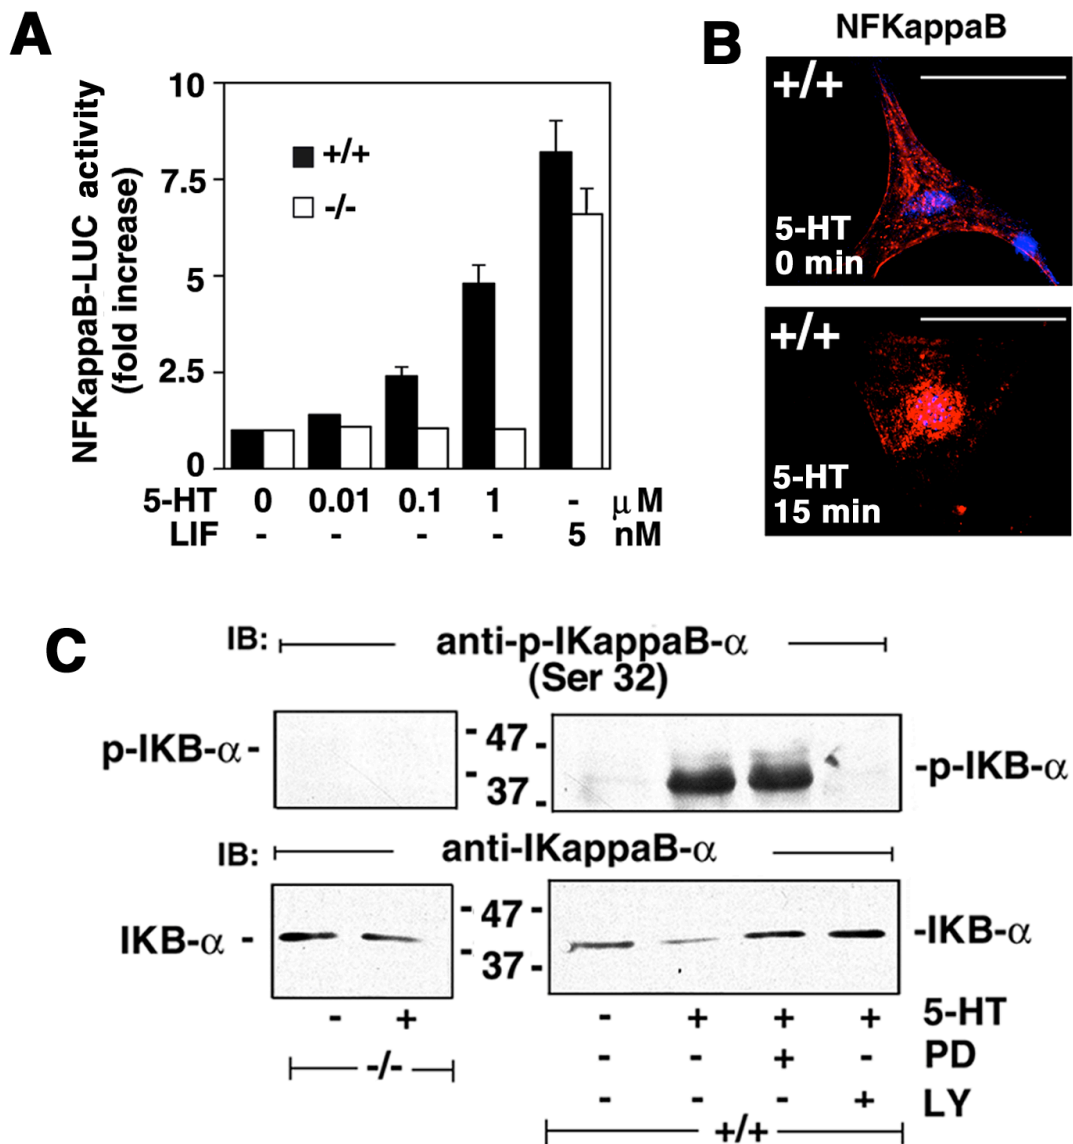 A
NFKappaB-LUC activity
(fold increase)
10
7.5
5
2.5
0
+/+
-/-
5-HT 0 0.01 0.1 1 - μM
LIF - - - - 5 nM
B
NFKappaB
+/+
5-HT
0 min
+/+
5-HT
15 min
C
IB: anti-p-IKappaB-α
(Ser 32)
p-IKB-α - - 47 - -p-IKB-α
- 37 -
IB: anti-IKappaB-α
IKB-α - - 47 - -IKB-α
- 37 -
- + - + + + 5-HT
-/- - - + - PD
- - - + LY
+/+